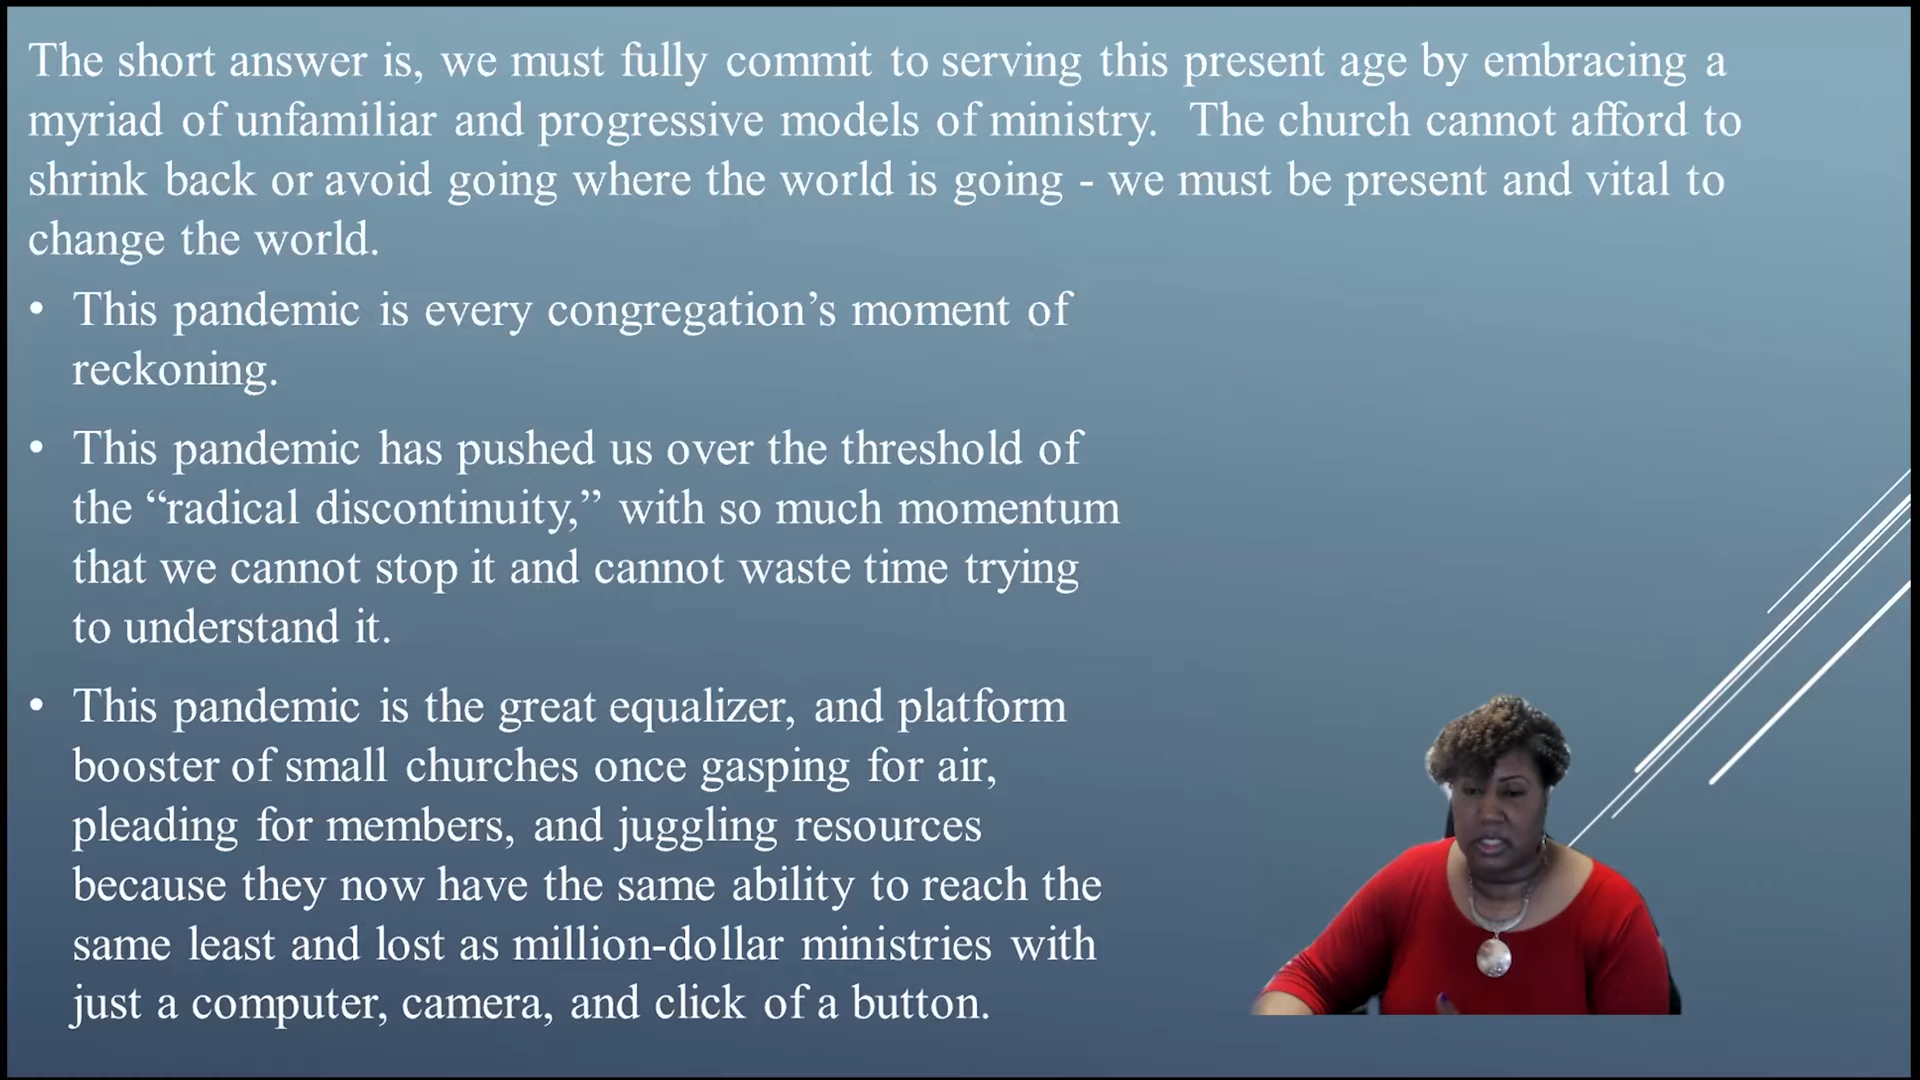 The short answer is, we must fully commit to serving this present age by embracing a
myriad of unfamiliar and progressive models of ministry. The church cannot afford to
shrink back or avoid going where the world is going - we must be present and vital to
change the world.
• This pandemic is every congregation’s moment of
reckoning.
• This pandemic has pushed us over the threshold of
the “radical discontinuity,” with so much momentum
that we cannot stop it and cannot waste time trying
to understand it.
• This pandemic is the great equalizer, and platform
booster of small churches once gasping for air,
pleading for members, and juggling resources
because they now have the same ability to reach the
same least and lost as million-dollar ministries with
just a computer, camera, and click of a button.